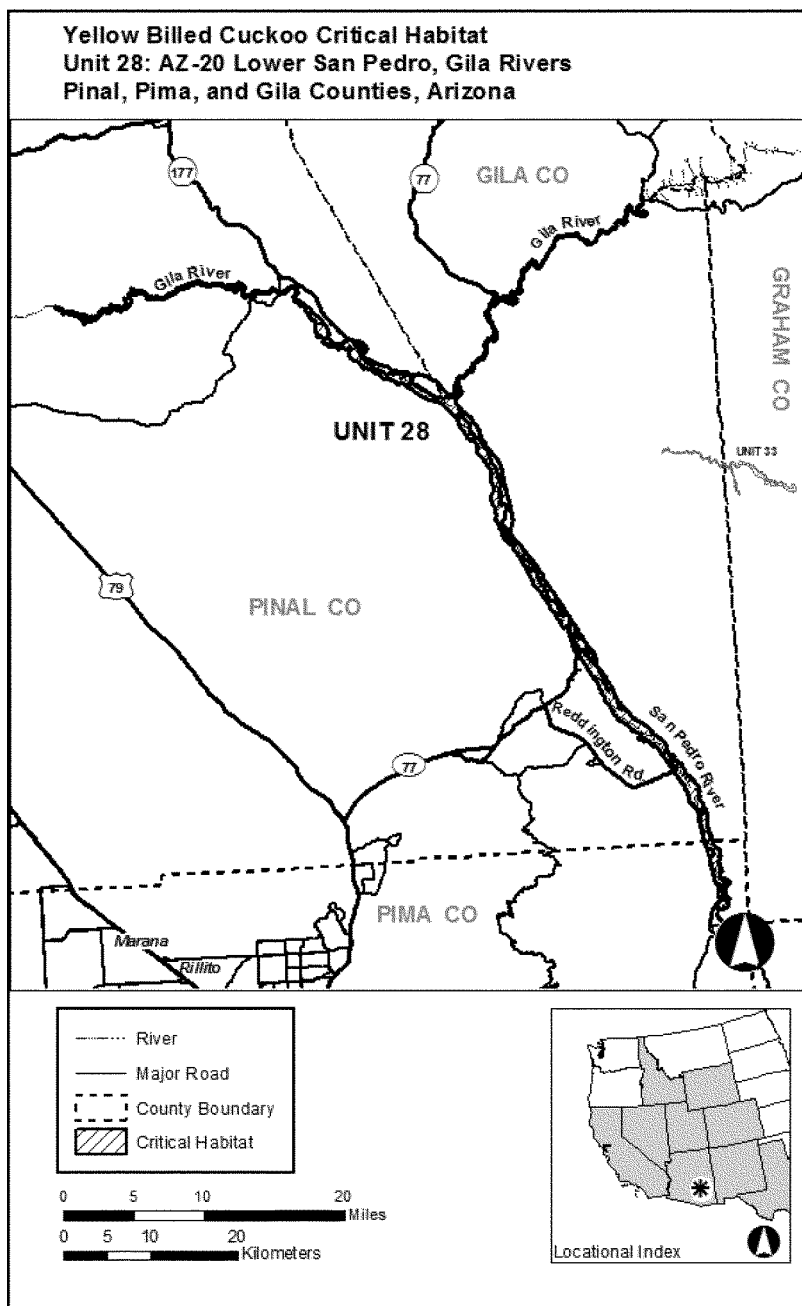 Yellow Billed Cuckoo Critical Habitat
Unit 28: AZ-20 Lower San Pedro, Gila Rivers
Pinal, Pima, and Gila Counties, Arizona
177
77
GILA CO
Gila River
Gila River
GRAHAM CO
UNIT 28
UNIT 33
79
PINAL CO
San Pedro River
Reddington Rd.
77
PIMA CO
Marana
Rillito
River
Major Road
County Boundary
Critical Habitat
0 5 10 20
Miles
0 5 10 20
Kilometers
Locational Index